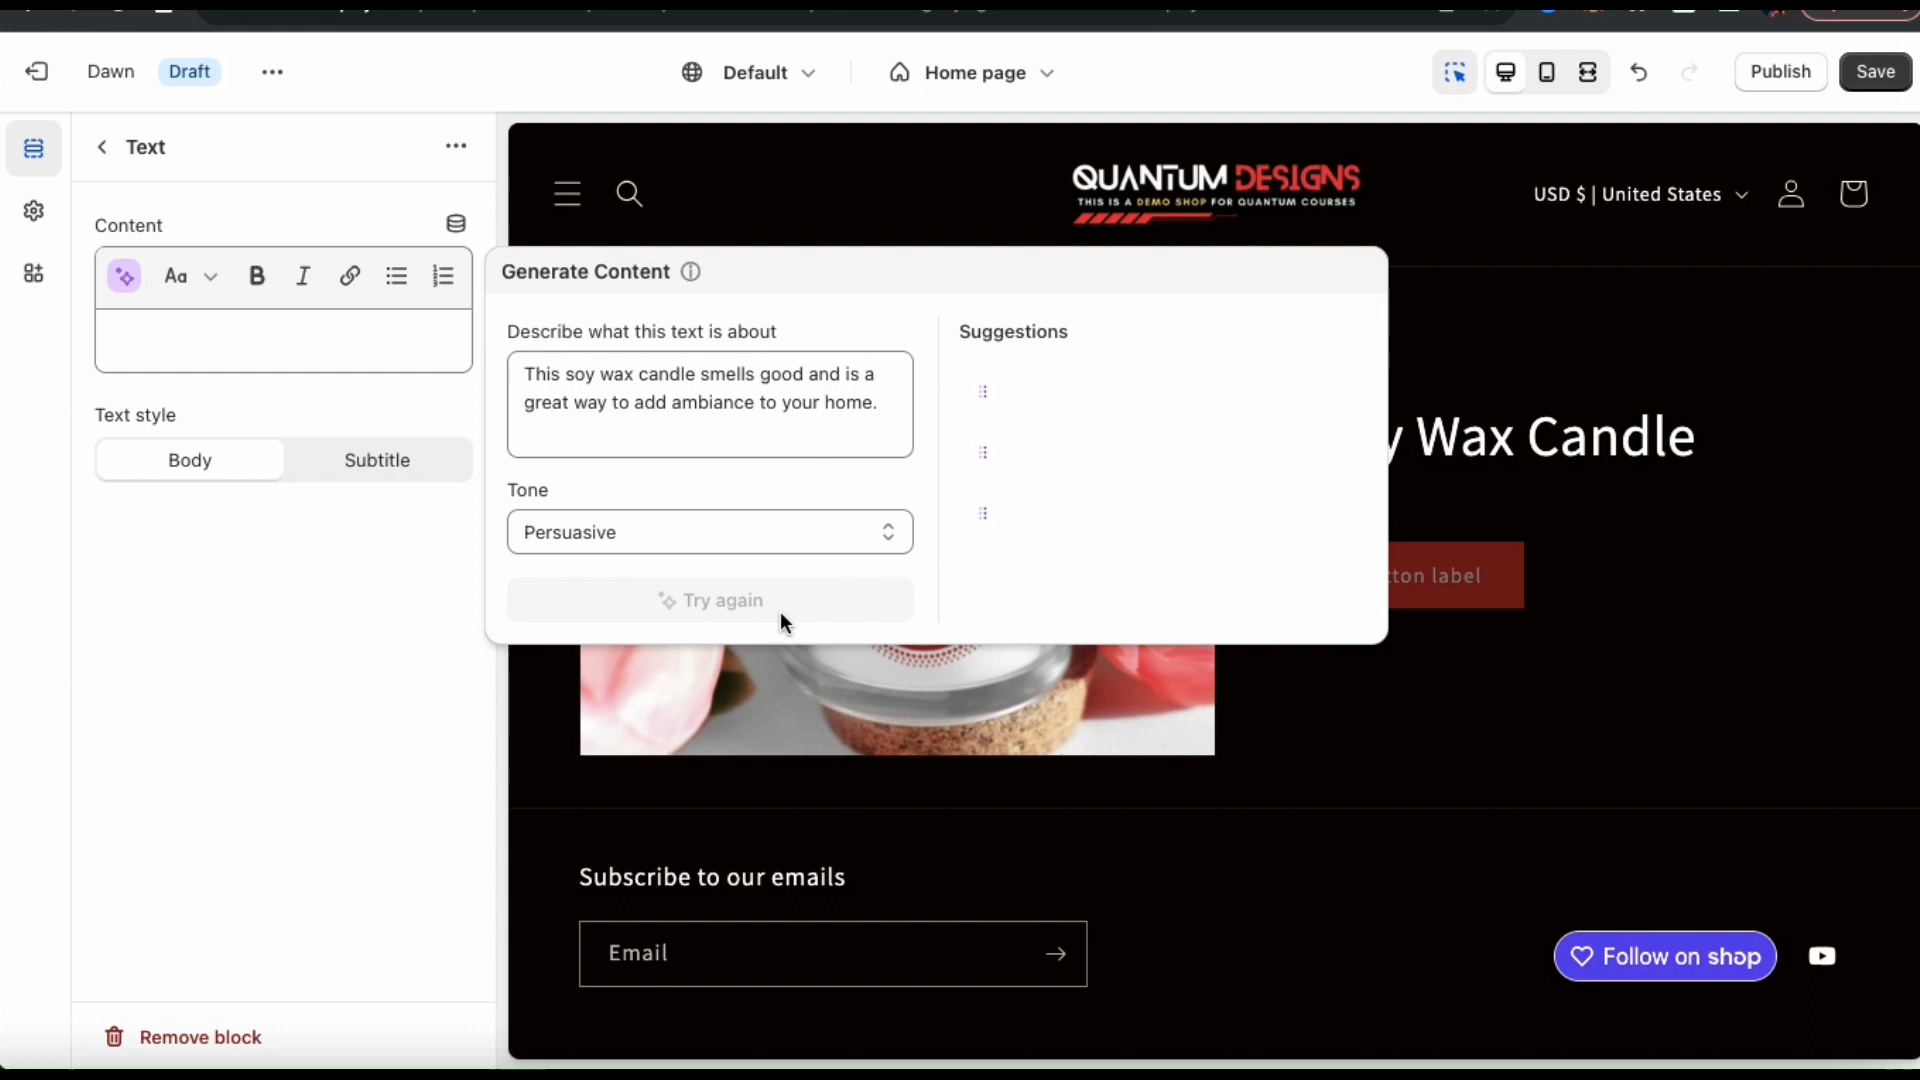 Dawn
Draft
Default
Home page
Publish
Save
Text
Content
Aa
B
I
Text style
Body
Subtitle
Remove block
Generate Content
Describe what this text is about
This soy wax candle smells good and is a
great way to add ambiance to your home.
Tone
Persuasive
Try again
Suggestions
QUANTUM DESIGNS
THIS IS A DEMO SHOP FOR QUANTUM COURSES
USD $ | United States
Wax Candle
label
Subscribe to our emails
Email
Follow on shop